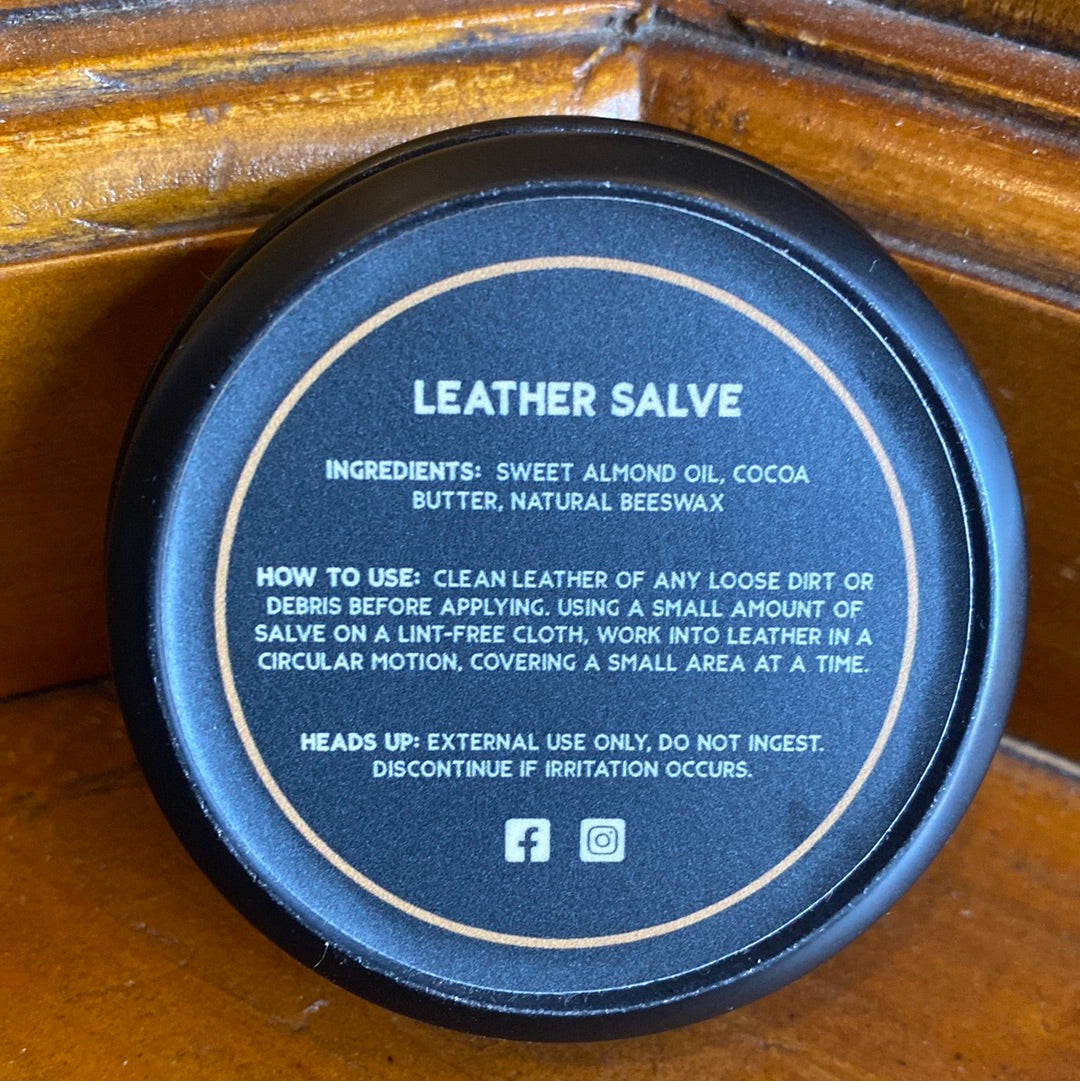 LEATHER SALVE
INGREDIENTS: SWEET ALMOND OIL, COCOA
BUTTER, NATURAL BEESWAX
HOW TO USE: CLEAN LEATHER OF ANY LOOSE DIRT OR
DEBRIS BEFORE APPLYING. USING A SMALL AMOUNT OF
SALVE ON A LINT-FREE CLOTH, WORK INTO LEATHER IN A
CIRCULAR MOTION, COVERING A SMALL AREA AT A TIME.
HEADS UP: EXTERNAL USE ONLY, DO NOT INGEST.
DISCONTINUE IF IRRITATION OCCURS.